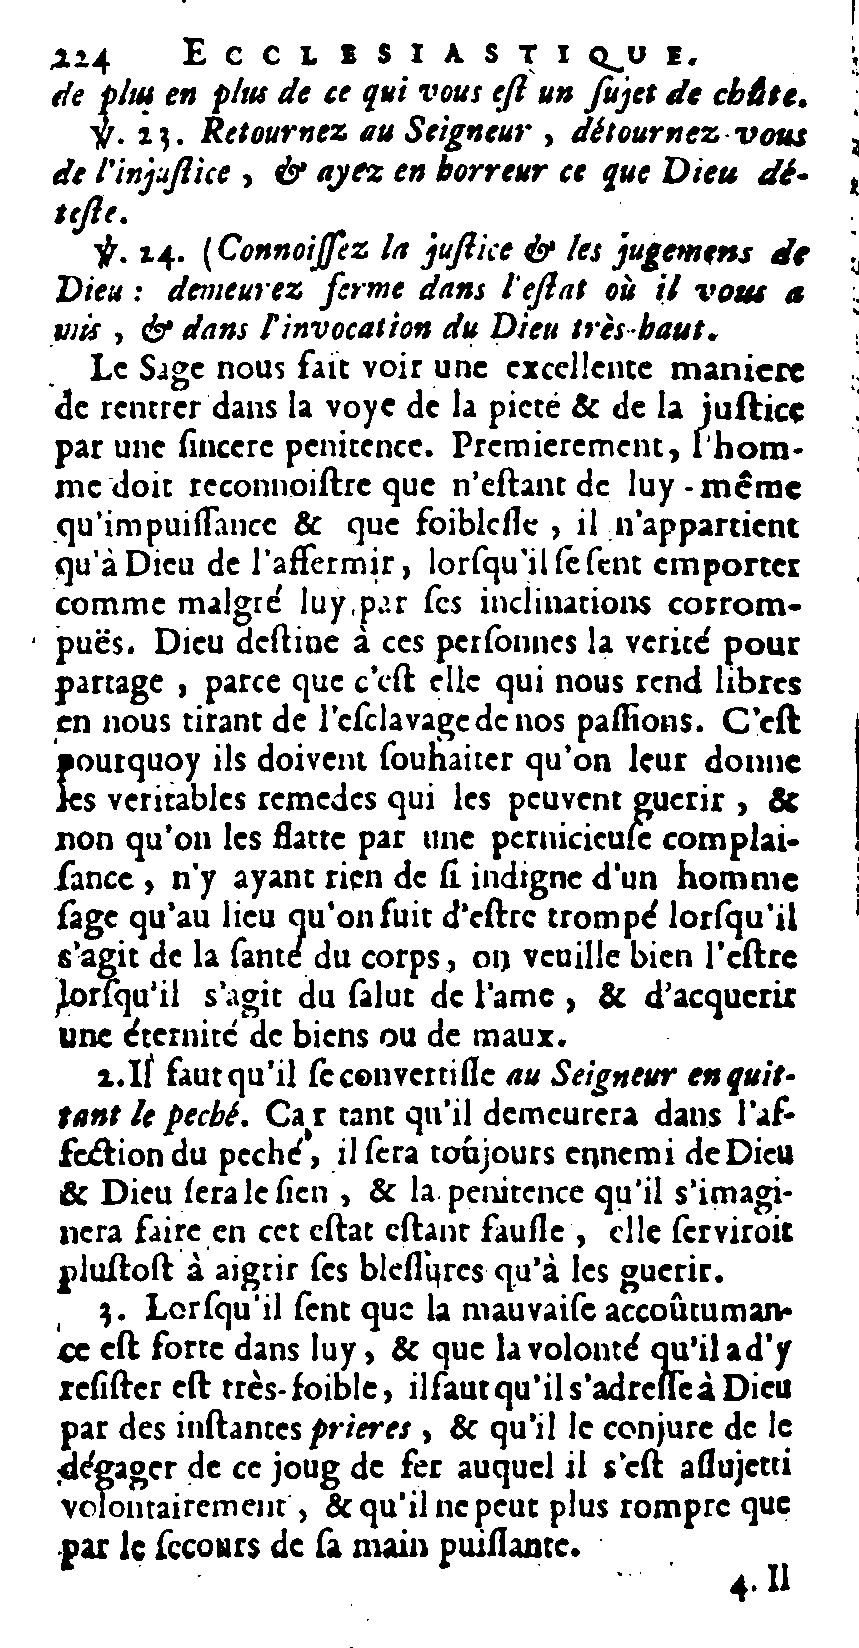 224 ECCLESIASTIQUE.
de plus en plus de ce qui vous eſt un ſujet de chûte.
℣. 23. Retournez au Seigneur, détournez-vous
de l'injuſtice, & ayez en horreur ce que Dieu dé-
teſte.
℣. 24. (Connoiſſez la juſtice & les jugemens de
Dieu : demeurez ferme dans l'eſtat où il vous a
mis, & dans l'invocation du Dieu très-haut.
Le Sage nous fait voir une excellente maniere
de rentrer dans la voye de la pieté & de la juſtice
par une ſincere penitence. Premierement, l'hom-
me doit reconnoiſtre que n'eſtant de luy-même
qu'impuiſſance & que foibleſſe, il n'appartient
qu'à Dieu de l'affermir, lorſqu'il ſe ſent emporter
comme malgré luy par ſes inclinations corrom-
puës. Dieu deſtine à ces perſonnes la verité pour
partage, parce que c'eſt elle qui nous rend libres
en nous tirant de l'eſclavage de nos paſſions. C'eſt
pourquoy ils doivent ſouhaiter qu'on leur donne
les veritables remedes qui les peuvent guerir, &
non qu'on les flatte par une pernicieuſe complai-
ſance, n'y ayant rien de ſi indigne d'un homme
ſage qu'au lieu qu'on fuit d'eſtre trompé lorſqu'il
s'agit de la ſanté du corps, on veuille bien l'eſtre
lorſqu'il s'agit du ſalut de l'ame, & d'acquerir
une éternité de biens ou de maux.
2. Il faut qu'il ſe convertiſſe au Seigneur en quit-
tant le peché. Car tant qu'il demeurera dans l'af-
fection du peché, il ſera toûjours ennemi de Dieu
& Dieu ſera le ſien, & la penitence qu'il s'imagi-
nera faire en cet eſtat eſtant fauſſe, elle ſerviroit
pluſtoſt à aigrir ſes bleſſures qu'à les guerir.
3. Lorſqu'il ſent que la mauvaiſe accoûtuman-
ce eſt forte dans luy, & que la volonté qu'il a d'y
reſiſter eſt très-foible, il faut qu'il s'adreſſe à Dieu
par des inſtantes prieres, & qu'il le conjure de le
dégager de ce joug de fer auquel il s'eſt aſſujetti
volontairement, & qu'il ne peut plus rompre que
par le ſecours de ſa main puiſſante.
4. Il